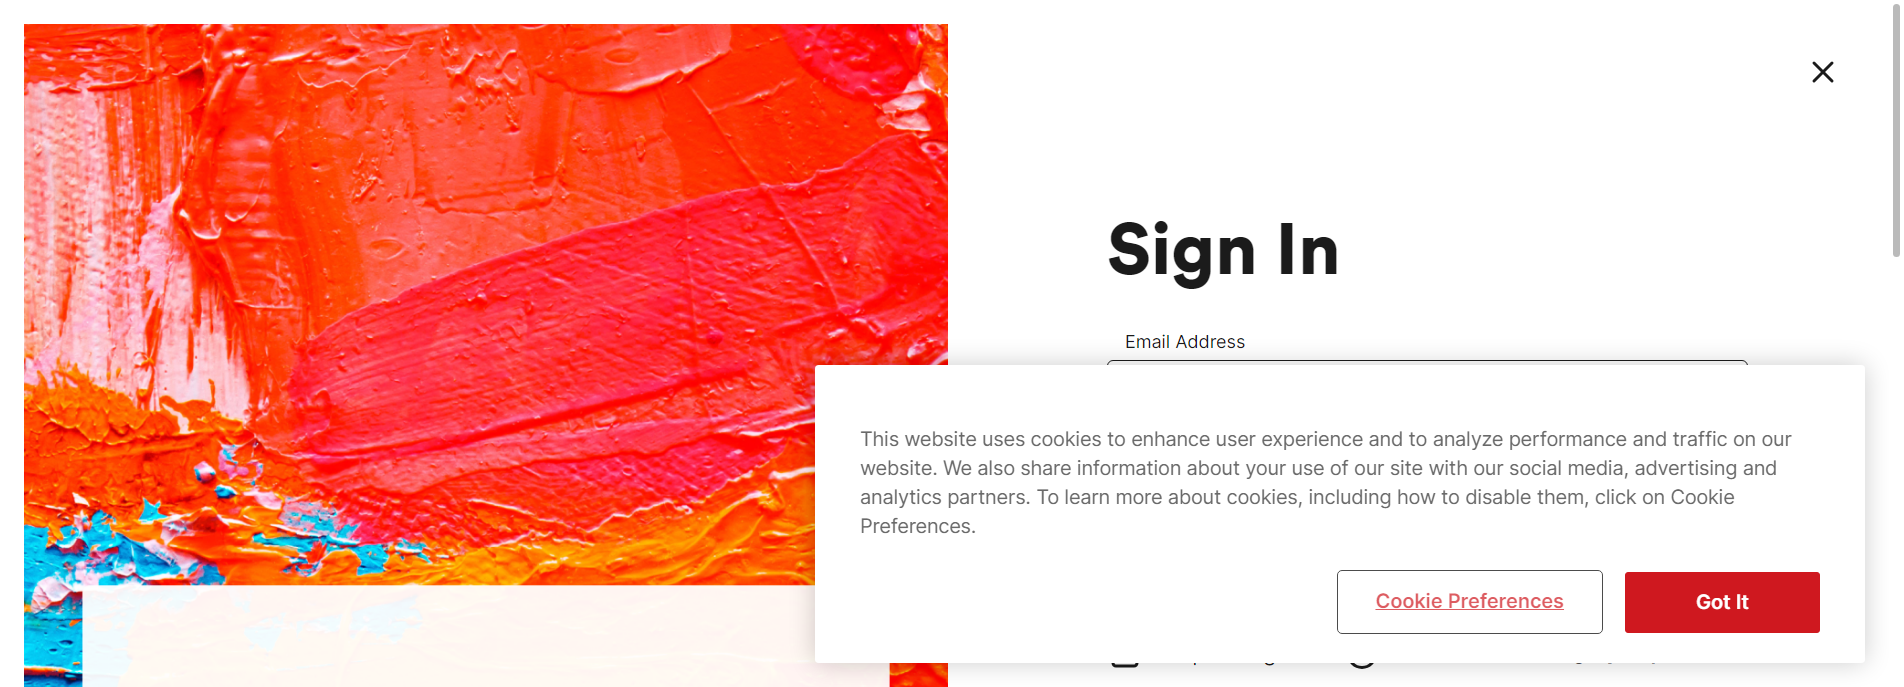 Sign In
Email Address
This website uses cookies to enhance user experience and to analyze performance and traffic on our
website. We also share information about your use of our site with our social media, advertising and
analytics partners. To learn more about cookies, including how to disable them, click on Cookie
Preferences.
Cookie Preferences
Got It